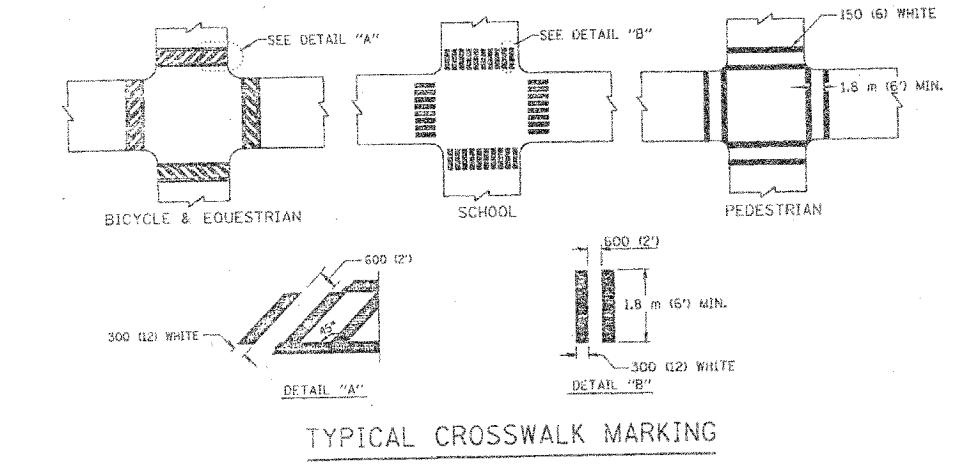 150 (6) WHITE
SEE DETAIL "A"
SEE DETAIL "B"
1.8 m (6') MIN.
BICYCLE & EQUESTRIAN
SCHOOL
PEDESTRIAN
600 (2')
600 (2')
45°
1.8 m (6') MIN.
300 (12) WHITE
300 (12) WHITE
DETAIL "A"
DETAIL "B"
TYPICAL CROSSWALK MARKING